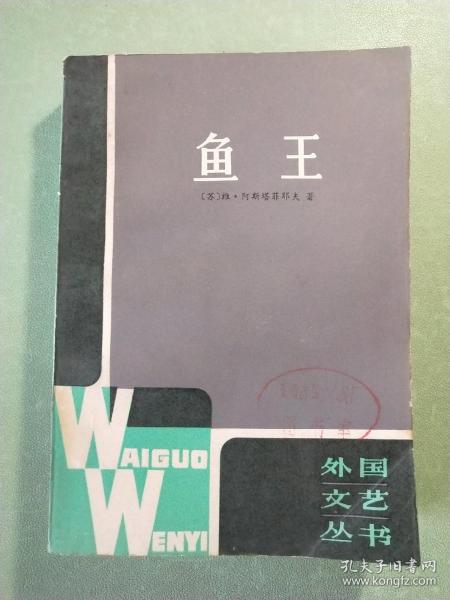 鱼王
〔苏〕维·阿斯塔菲耶夫 著
WAIGUO
WENYI
外国
文艺
丛书
孔夫子旧书网
www.kongfz.com